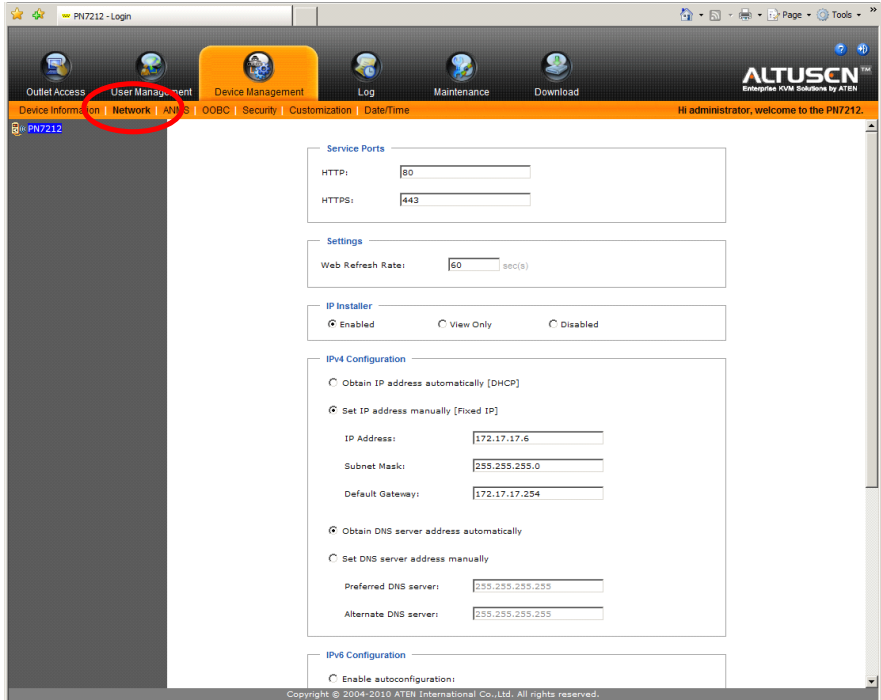 PN7212 - Login
Page
Tools
»
Outlet Access
User Management
Device Management
Log
Maintenance
Download
ALTUSEN™
Enterprise KVM Solutions by ATEN
Device Information | Network | ANMS | OOBC | Security | Customization | Date/Time
Hi administrator, welcome to the PN7212.
PN7212
Service Ports
HTTP: 80
HTTPS: 443
Settings
Web Refresh Rate: 60 sec(s)
IP Installer
Enabled View Only Disabled
IPv4 Configuration
Obtain IP address automatically [DHCP]
Set IP address manually [Fixed IP]
IP Address: 172.17.17.6
Subnet Mask: 255.255.255.0
Default Gateway: 172.17.17.254
Obtain DNS server address automatically
Set DNS server address manually
Preferred DNS server: 255.255.255.255
Alternate DNS server: 255.255.255.255
IPv6 Configuration
Enable autoconfiguration:
Copyright © 2004-2010 ATEN International Co.,Ltd. All rights reserved.